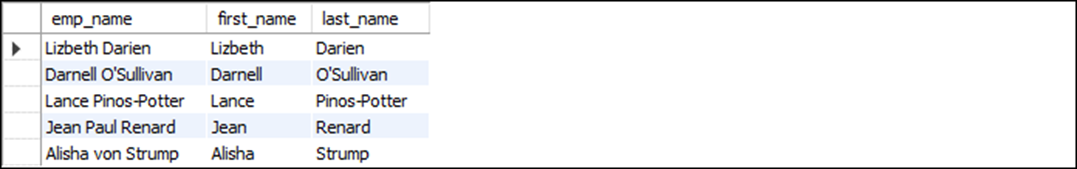 emp_name first_name last_name
Lizbeth Darien Lizbeth Darien
Darnell O'Sullivan Darnell O'Sullivan
Lance Pinos-Potter Lance Pinos-Potter
Jean Paul Renard Jean Renard
Alisha von Strump Alisha Strump